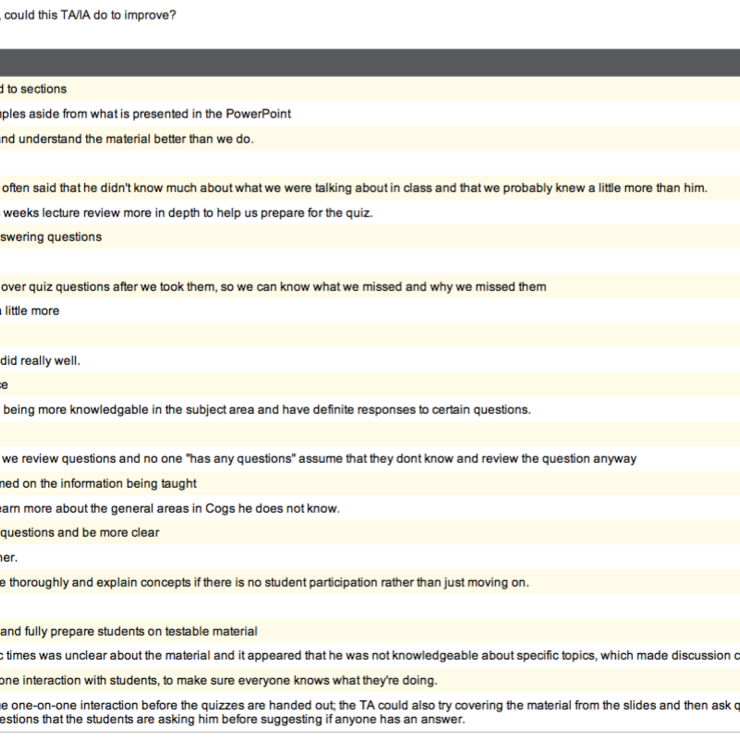 , could this TA/IA do to improve?
d to sections
ples aside from what is presented in the PowerPoint
and understand the material better than we do.
often said that he didn't know much about what we were talking about in class and that we probably knew a little more than him.
weeks lecture review more in depth to help us prepare for the quiz.
swering questions
over quiz questions after we took them, so we can know what we missed and why we missed them
a little more
did really well.
ce
being more knowledgable in the subject area and have definite responses to certain questions.
we review questions and no one "has any questions" assume that they dont know and review the question anyway
med on the information being taught
earn more about the general areas in Cogs he does not know.
questions and be more clear
her.
e thoroughly and explain concepts if there is no student participation rather than just moving on.
and fully prepare students on testable material
c times was unclear about the material and it appeared that he was not knowledgeable about specific topics, which made discussion c
one interaction with students, to make sure everyone knows what they're doing.
e one-on-one interaction before the quizzes are handed out; the TA could also try covering the material from the slides and then ask q
estions that the students are asking him before suggesting if anyone has an answer.